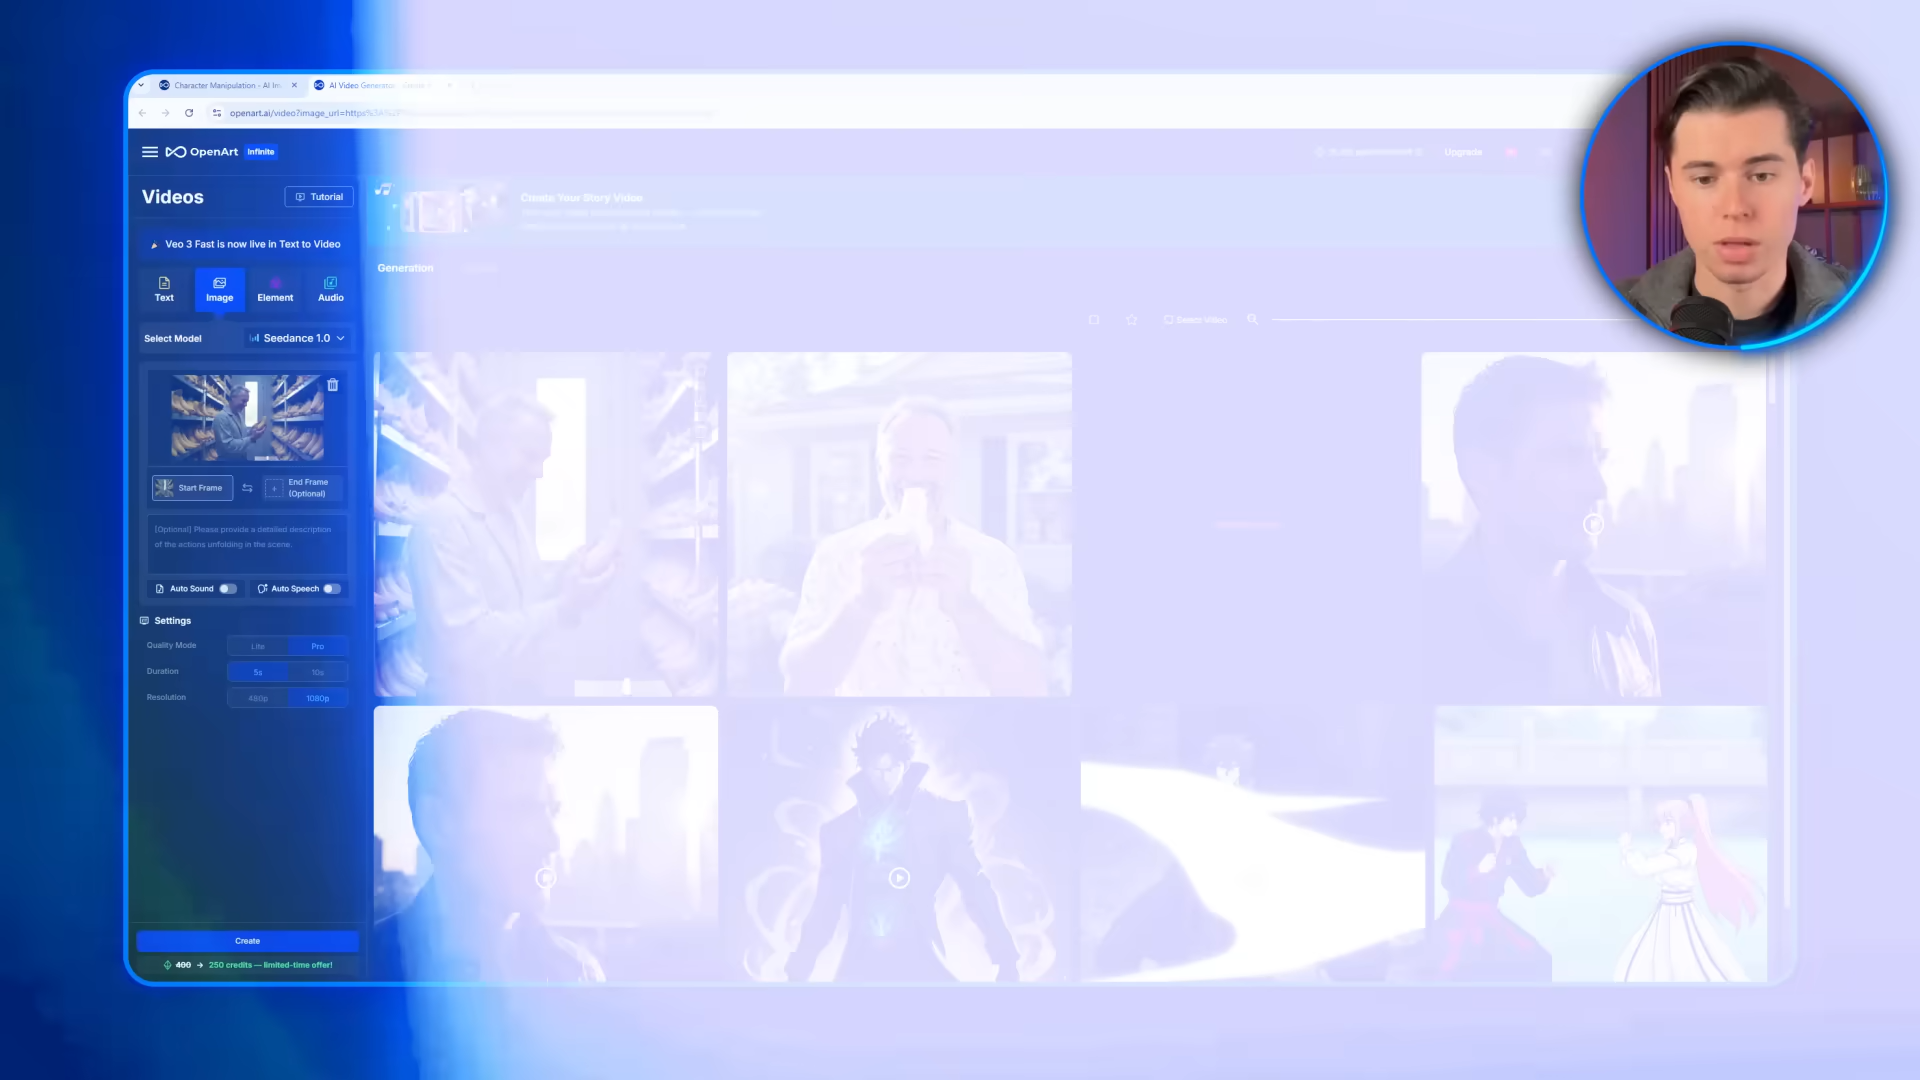 Character Manipulation - AI Im
AI Video Generator
openart.ai/video?image_url=http
OpenArt Infinite
Upgrade
Videos
Tutorial
Create Your Story Video
Veo 3 Fast is now live in Text to Video
Generation
Text
Image
Element
Audio
Select Video
Select Model
Seedance 1.0
Start Frame
End Frame
(Optional)
[Optional] Please provide a detailed description
of the actions unfolding in the scene.
Auto Sound
Auto Speech
Settings
Quality Mode
Lite
Pro
Duration
5s
10s
Resolution
480p
1080p
Create
400 → 250 credits — limited-time offer!